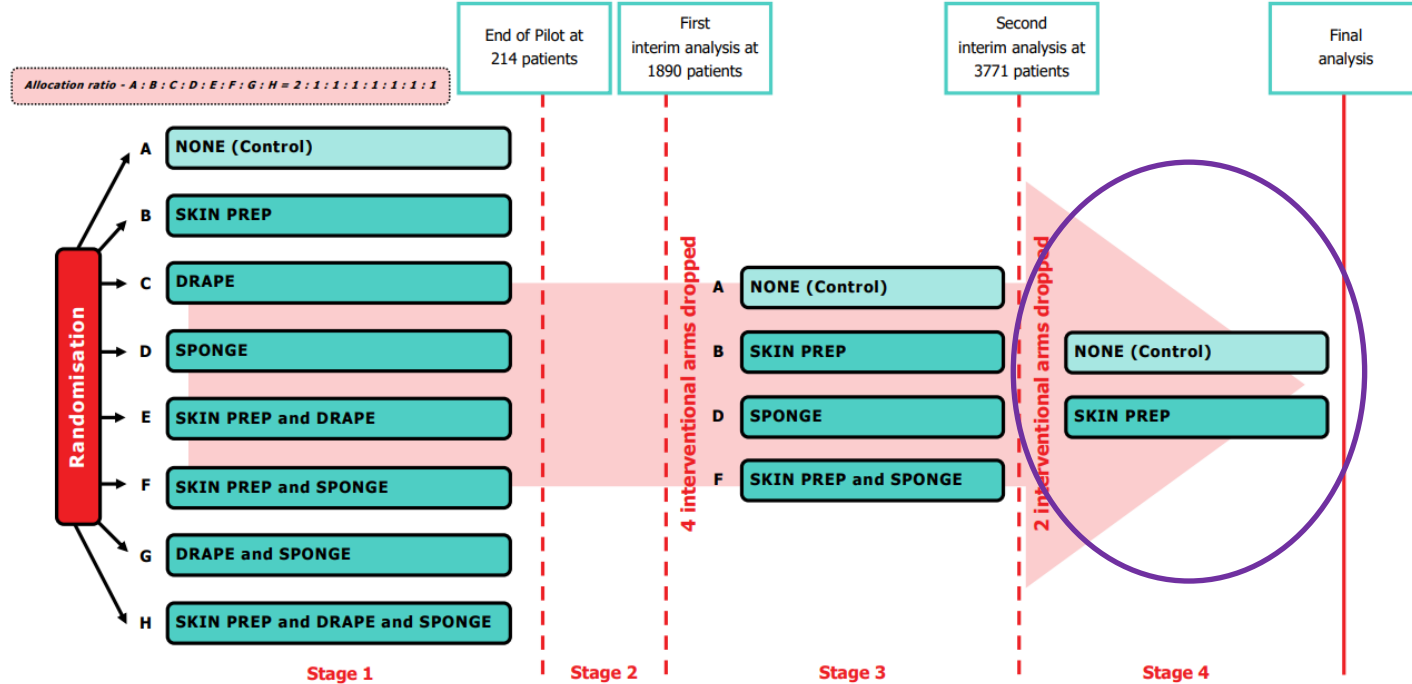 End of Pilot at
214 patients
First
interim analysis at
1890 patients
Second
interim analysis at
3771 patients
Final
analysis
Allocation ratio - A : B : C : D : E : F : G : H = 2 : 1 : 1 : 1 : 1 : 1 : 1 : 1
Randomisation
A NONE (Control)
B SKIN PREP
C DRAPE
D SPONGE
E SKIN PREP and DRAPE
F SKIN PREP and SPONGE
G DRAPE and SPONGE
H SKIN PREP and DRAPE and SPONGE
4 interventional arms dropped
A NONE (Control)
B SKIN PREP
D SPONGE
F SKIN PREP and SPONGE
2 interventional arms dropped
NONE (Control)
SKIN PREP
Stage 1
Stage 2
Stage 3
Stage 4